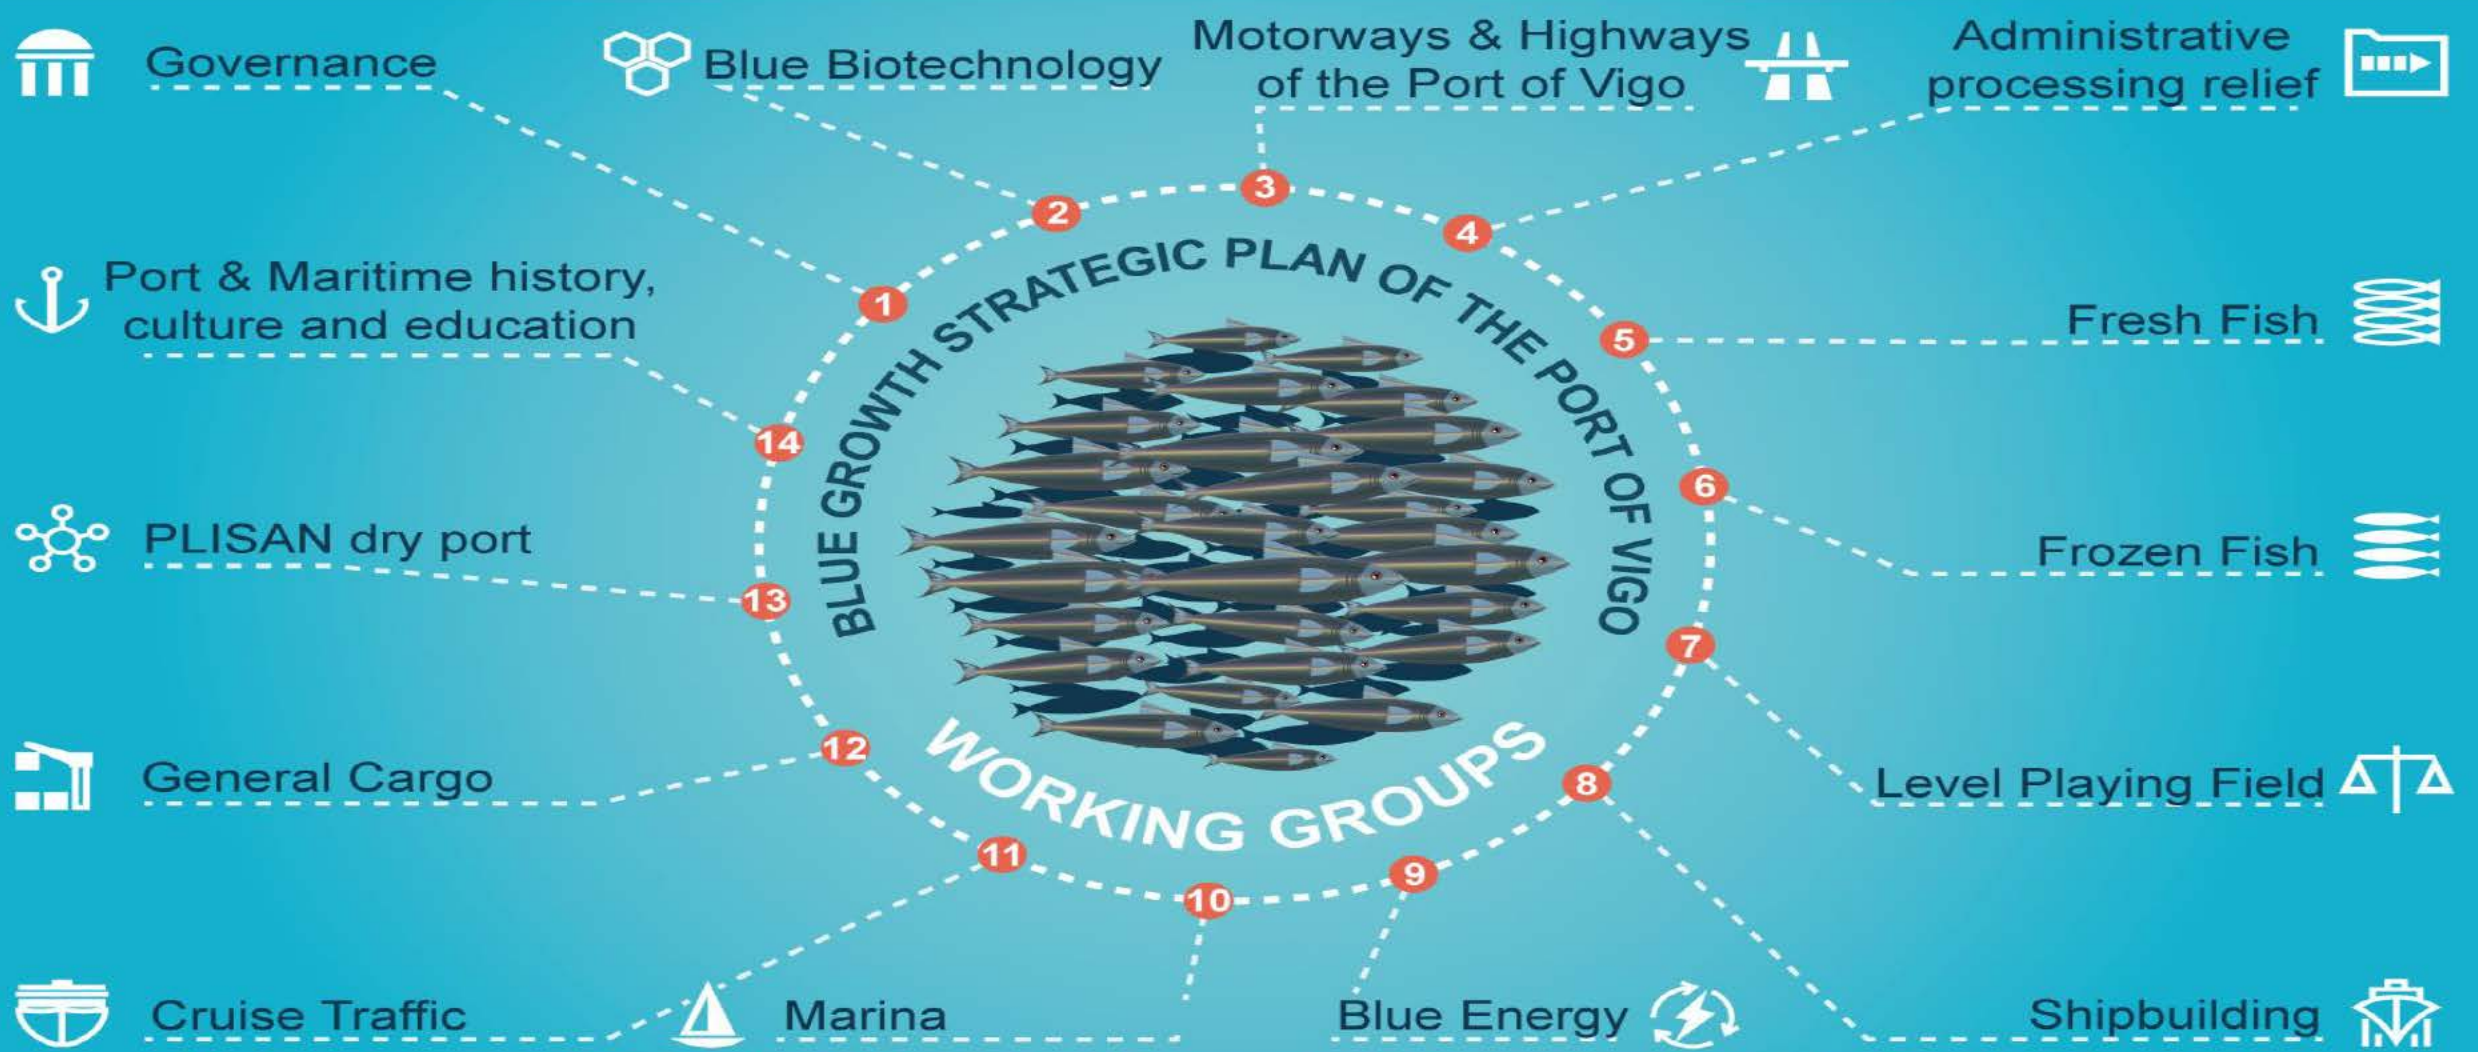 Governance
Blue Biotechnology
Motorways & Highways
of the Port of Vigo
Administrative
processing relief
3
2
4
1
5
BLUE GROWTH STRATEGIC PLAN OF THE PORT OF VIGO
Port & Maritime history,
culture and education
Fresh Fish
14
6
PLISAN dry port
Frozen Fish
13
7
12
8
WORKING GROUPS
General Cargo
Level Playing Field
11
9
10
Cruise Traffic
Marina
Blue Energy
Shipbuilding